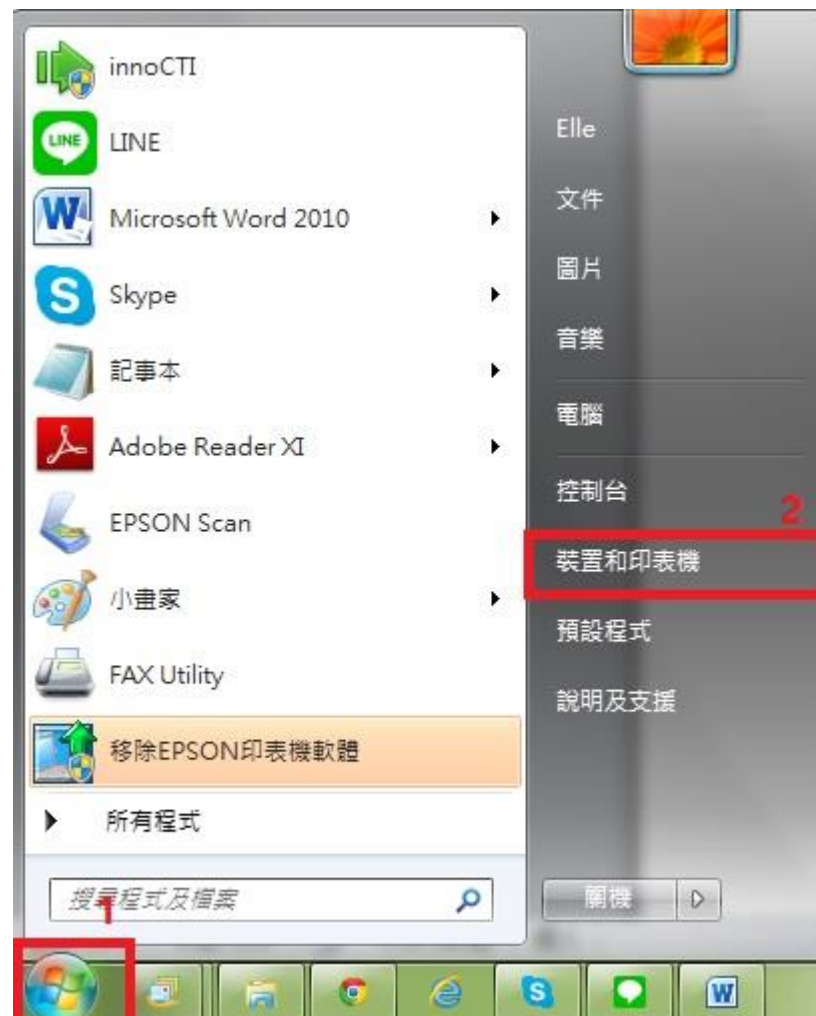 innoCTI
LINE
LINE
Microsoft Word 2010
Skype
記事本
Adobe Reader XI
EPSON Scan
小畫家
FAX Utility
移除EPSON印表機軟體
所有程式
搜尋程式及檔案
1
Elle
文件
圖片
音樂
電腦
控制台
2
裝置和印表機
預設程式
說明及支援
關機